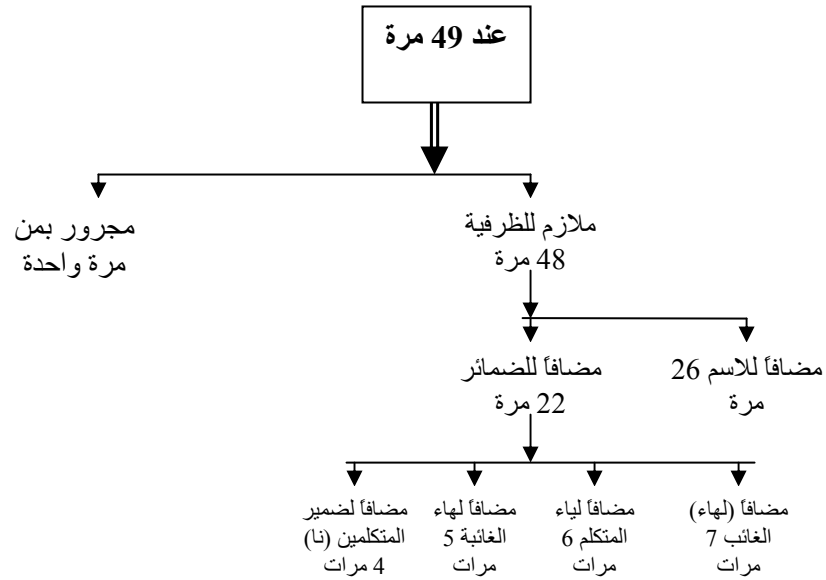 عند 49 مرة
ملازم للظرفية
48 مرة
مجرور بمن
مرة واحدة
مضافاً للاسم 26
مرة
مضافاً للضمائر
22 مرة
مضافاً (لهاء)
الغائب 7
مرات
مضافاً لياء
المتكلم 6
مرات
مضافاً لهاء
الغائبة 5
مرات
مضافاً لضمير
المتكلمين (نا)
4 مرات